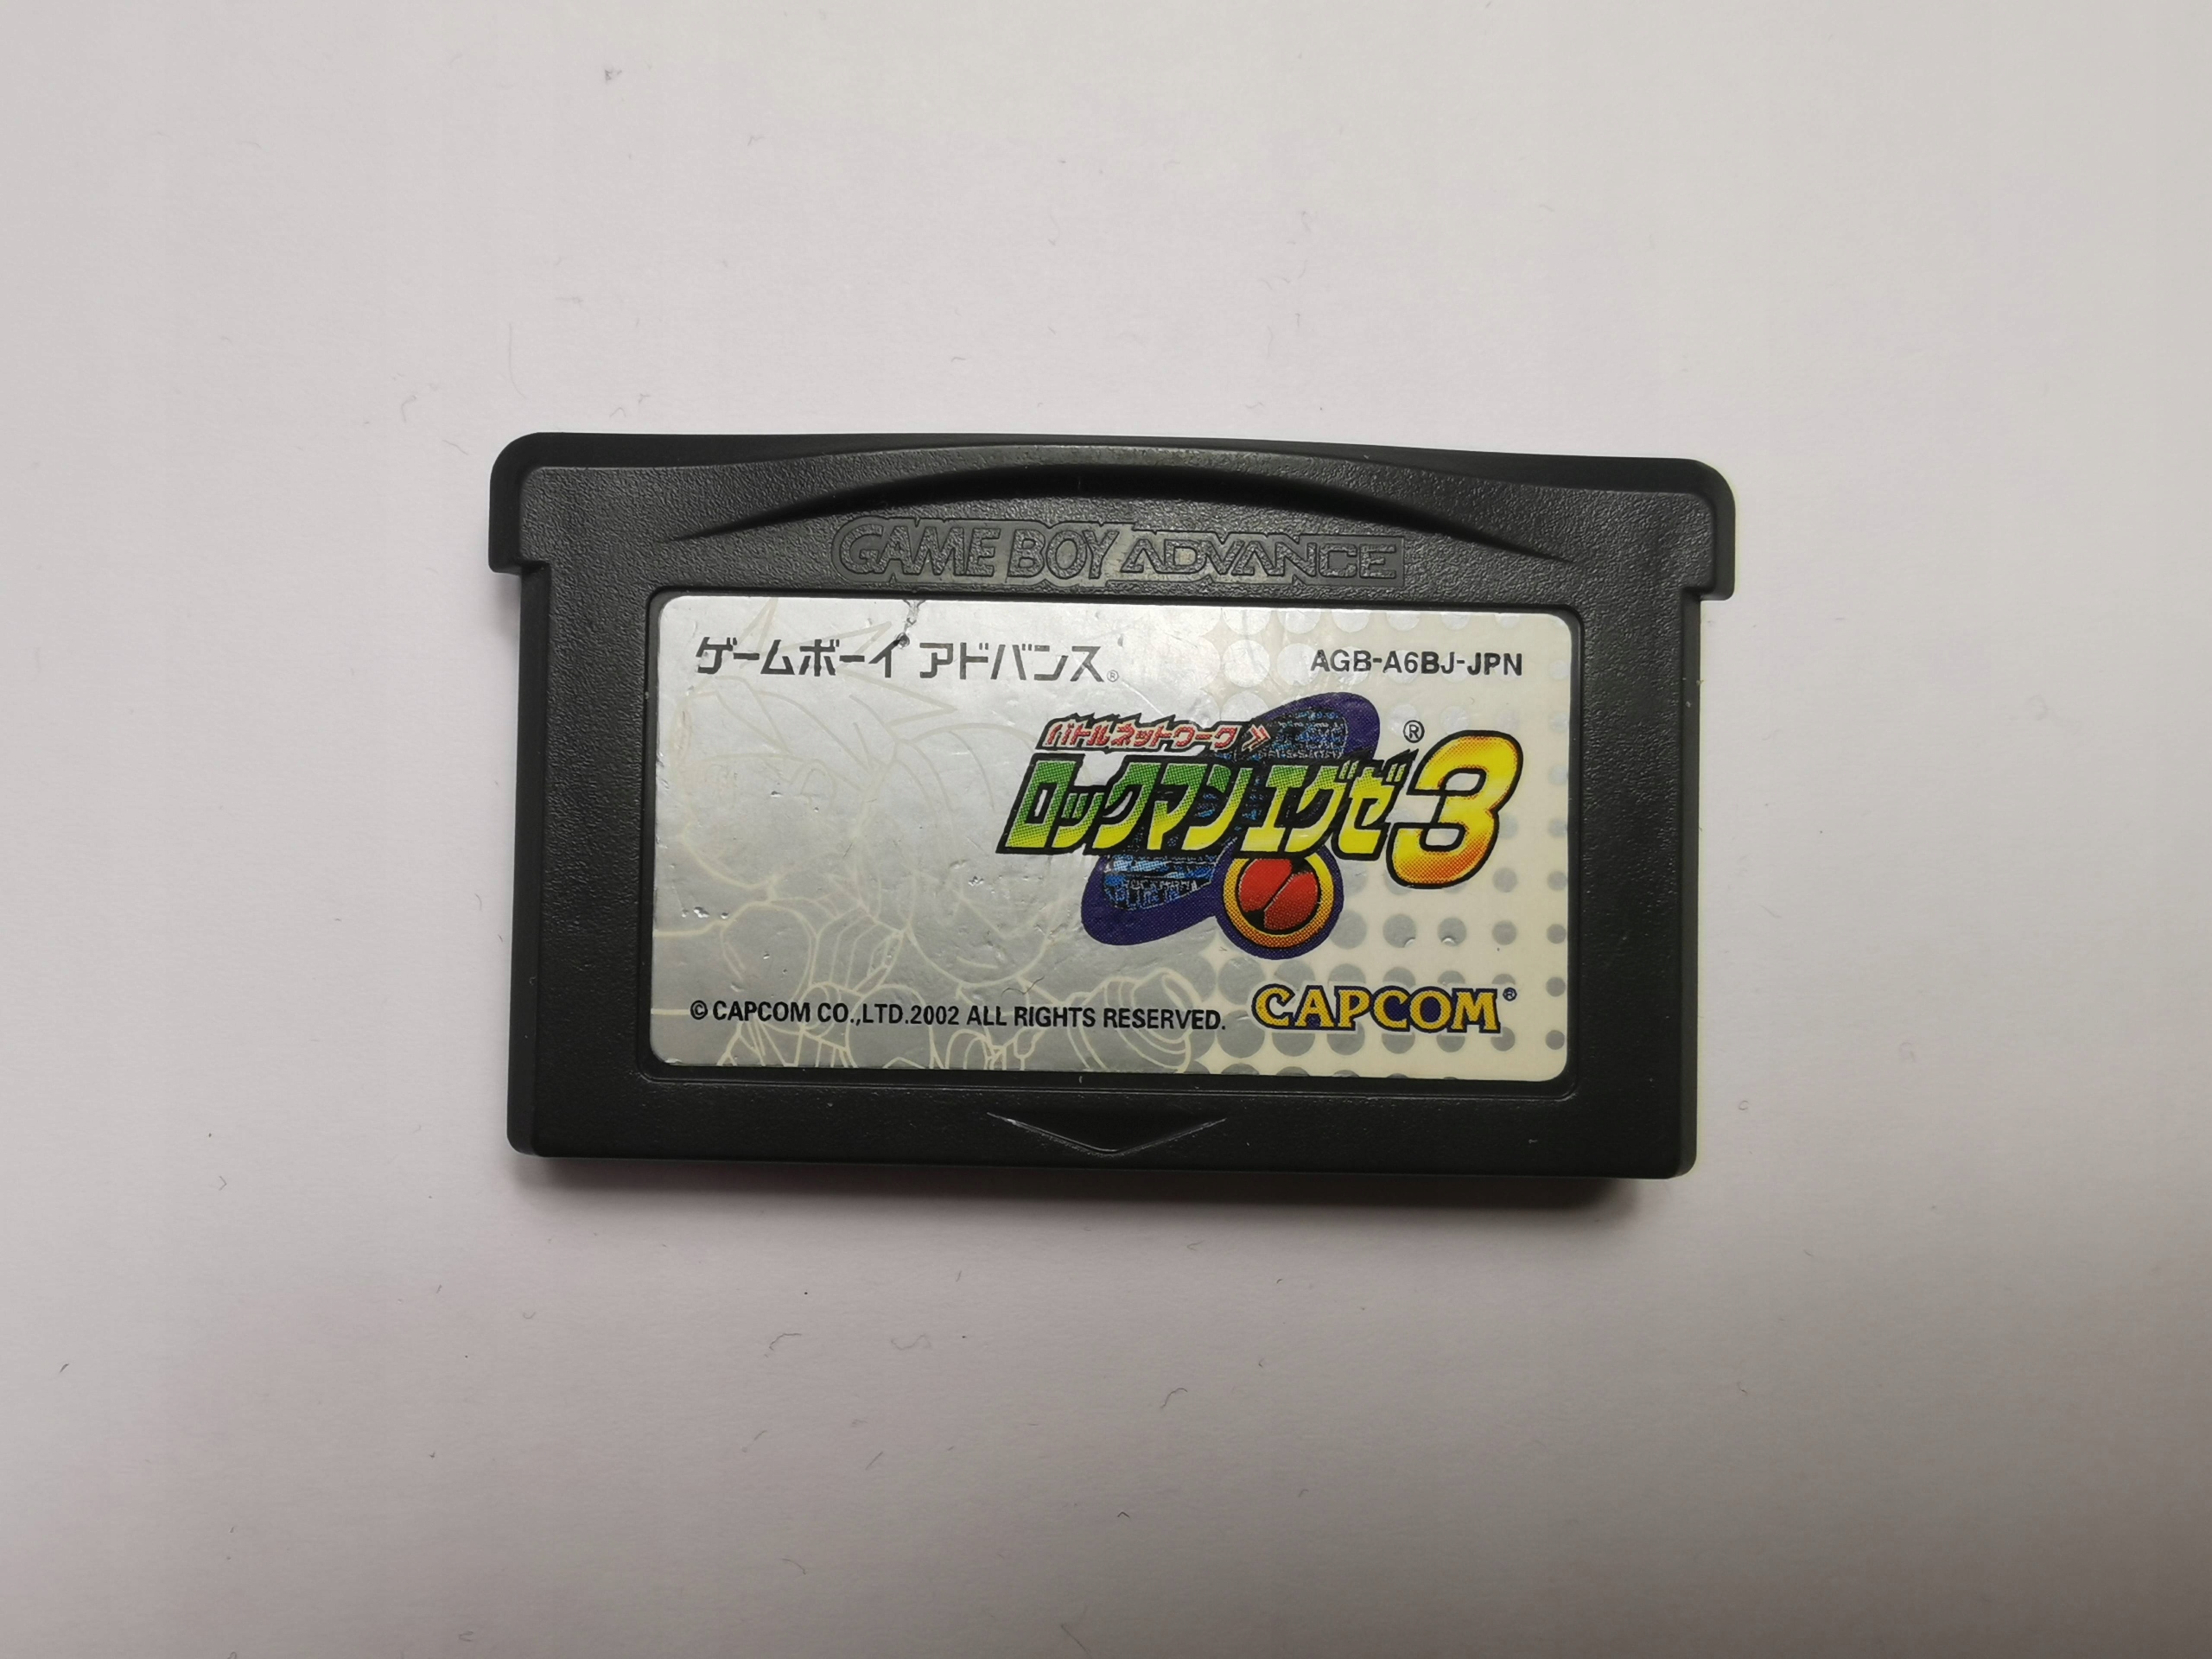 GAME BOY ADVANCE
ゲームボーイ アドバンス®
AGB-A6BJ-JPN
バトルネットワーク
ロックマン エグゼ3®
© CAPCOM CO.,LTD.2002 ALL RIGHTS RESERVED.
CAPCOM®